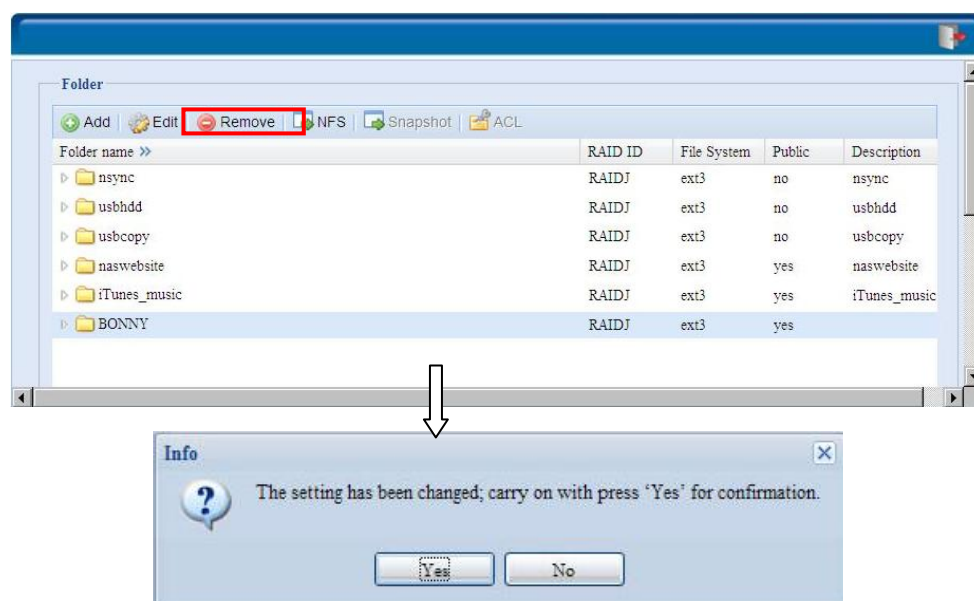 Folder
Add Edit Remove NFS Snapshot ACL
Folder name » RAID ID File System Public Description
nsync RAIDJ ext3 no nsync
usbhdd RAIDJ ext3 no usbhdd
usbcopy RAIDJ ext3 no usbcopy
naswebsite RAIDJ ext3 yes naswebsite
iTunes_music RAIDJ ext3 yes iTunes_music
BONNY RAIDJ ext3 yes
Info
The setting has been changed; carry on with press ‘Yes’ for confirmation.
Yes No